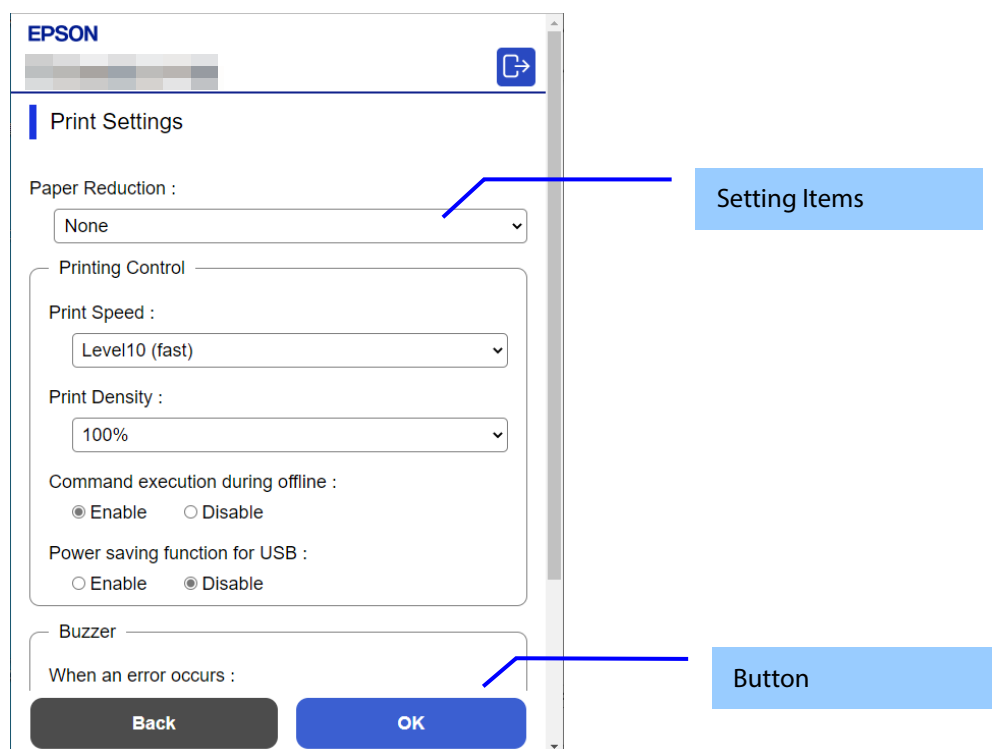 EPSON
Print Settings
Paper Reduction :
Setting Items
None
Printing Control
Print Speed :
Level10 (fast)
Print Density :
100%
Command execution during offline :
Enable Disable
Power saving function for USB :
Enable Disable
Buzzer
When an error occurs :
Button
Back OK